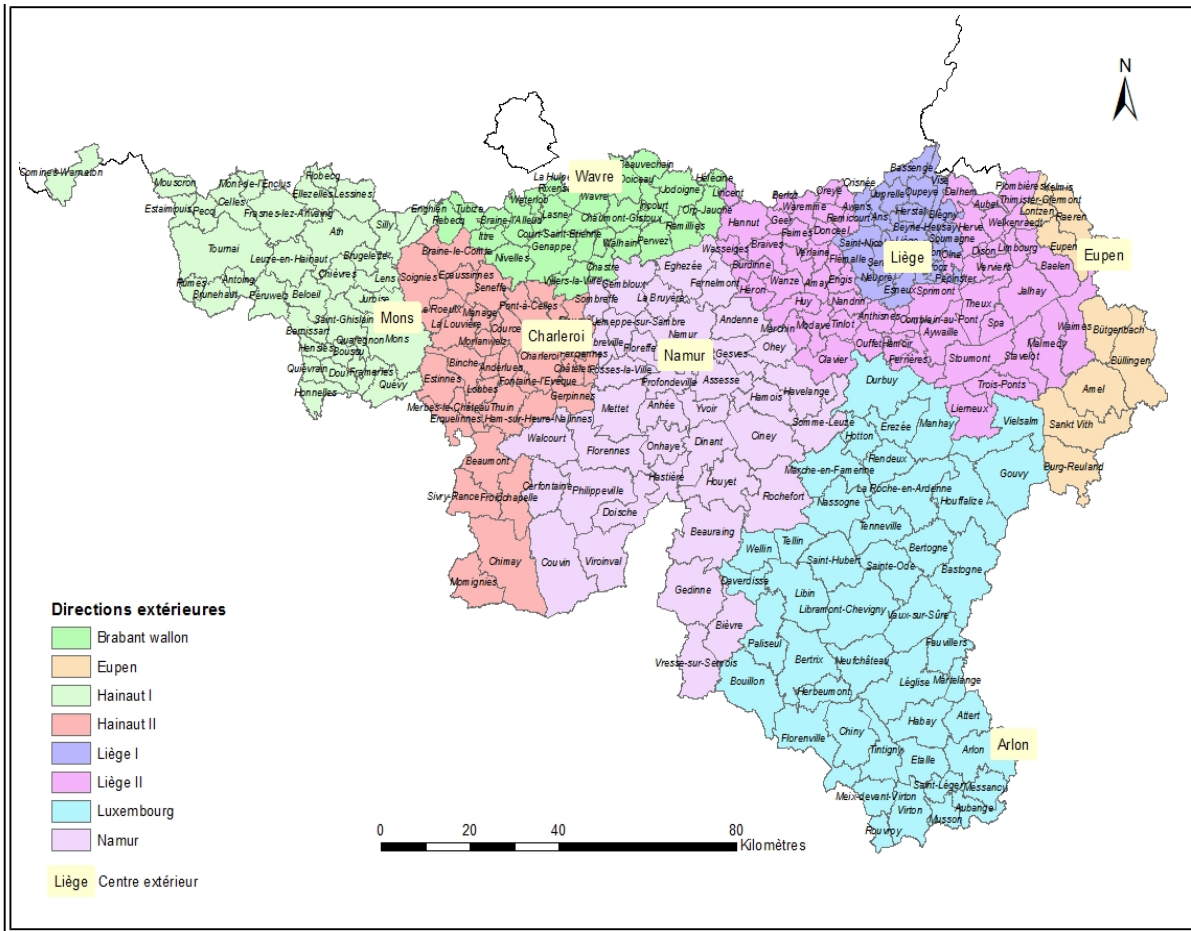 N
Comines-Warneton
Mouscron
Mont-de-l'Enclus
Flobecq
Ellezelles
Lessines
Estaimpuis
Pecq
Celles
Frasnes-lez-Anvaing
Ath
Silly
Enghien
Tournai
Leuze-en-Hainaut
Brugelette
Lens
Chièvres
Rumes
Brunehaut
Antoing
Péruwelz
Beloeil
Jurbise
Saint-Ghislain
Bernissart
Quaregnon
Mons
Hensies
Boussu
Quiévrain
Dour
Frameries
Honnelles
Quévy
Mons
Tubize
Rebecq
Ittre
Braine-l'Alleud
Nivelles
La Hulpe
Rixensart
Waterloo
Wavre
Wavre
Lasne
Beauvechain
Jodoigne
Hélécine
Incourt
Orp-Jauche
Chaumont-Gistoux
Ramillies
Court-Saint-Etienne
Genappe
Walhain
Perwez
Chastre
Villers-la-Ville
Braine-le-Comte
Soignies
Ecaussinnes
Seneffe
Manage
La Louvière
Pont-à-Celles
Morlanwelz
Binche
Anderlues
Charleroi
Charleroi
Châtelet
Fontaine-l'Evêque
Estinnes
Lobbes
Gerpinnes
Merbes-le-Château
Thuin
Erquelinnes
Ham-sur-Heure-Nalinnes
Beaumont
Sivry-Rance
Froidchapelle
Chimay
Momignies
Lincent
Hannut
Berloz
Waremme
Oreye
Crisnée
Geer
Faimes
Donceel
Remicourt
Wasseiges
Braives
Verlaine
Burdinne
Wanze
Amay
Engis
Héron
Huy
Nandrin
Marchin
Modave
Tinlot
Anthisnes
Clavier
Ouffet
Hamoir
Ferrières
Comblain-au-Pont
Aywaille
Sprimont
Bassenge
Juprelle
Oupeye
Visé
Awans
Ans
Herstal
Blegny
Beyne-Heusay
Saint-Nico
Soumagne
Flémalle
Liège
Neupré
Esneux
Dalhem
Aubel
Plombières
Thimister-Clermont
Herve
Welkenraedt
Dison
Limbourg
Verviers
Baelen
Pepinster
Theux
Jalhay
Spa
Stoumont
Stavelot
Malmedy
Waimes
Trois-Ponts
Lierneux
Kelmis
Lontzen
Raeren
Eupen
Eupen
Bütgenbach
Büllingen
Amel
Sankt Vith
Burg-Reuland
Eghezée
Gembloux
Fernelmont
Sombreffe
La Bruyère
Jemeppe-sur-Sambre
Andenne
Namur
Namur
Floreffe
Gesves
Ohey
Fosses-la-Ville
Profondeville
Assesse
Havelange
Hamois
Mettet
Anhée
Yvoir
Somme-Leuze
Walcourt
Florennes
Onhaye
Dinant
Ciney
Hastière
Cerfontaine
Philippeville
Houyet
Rochefort
Doische
Beauraing
Couvin
Viroinval
Gedinne
Bièvre
Vresse-sur-Semois
Durbuy
Hotton
Erezée
Manhay
Vielsalm
Rendeux
Gouvy
Marche-en-Famenne
La Roche-en-Ardenne
Nassogne
Houffalize
Tenneville
Wellin
Tellin
Bertogne
Saint-Hubert
Sainte-Ode
Bastogne
Daverdisse
Libin
Libramont-Chevigny
Vaux-sur-Sûre
Paliseul
Fauvillers
Bertrix
Neufchâteau
Bouillon
Herbeumont
Léglise
Martelange
Habay
Attert
Florenville
Chiny
Tintigny
Etalle
Arlon
Arlon
Saint-Léger
Messancy
Meix-devant-Virton
Virton
Aubange
Musson
Rouvroy
Directions extérieures
Brabant wallon
Eupen
Hainaut I
Hainaut II
Liège I
Liège II
Luxembourg
Namur
Liège Centre extérieur
0 20 40 80
Kilomètres